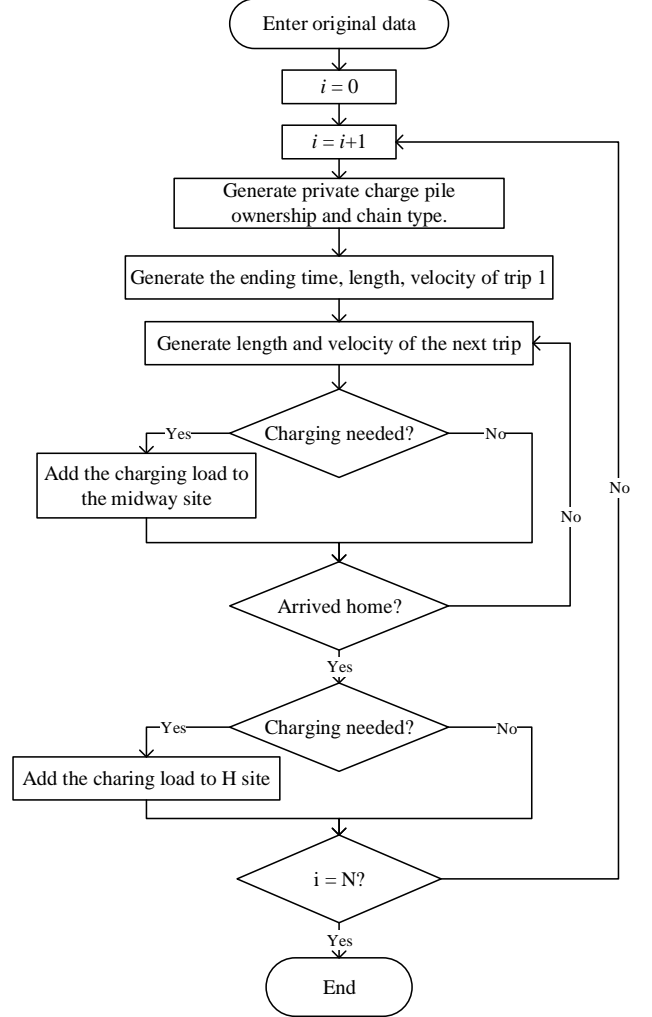 Enter original data
i = 0
i = i+1
Generate private charge pile
ownership and chain type.
Generate the ending time, length, velocity of trip 1
Generate length and velocity of the next trip
Charging needed?
Yes
No
Add the charging load to
the midway site
No
No
Arrived home?
Yes
Charging needed?
Yes
No
Add the charing load to H site
i = N?
Yes
End